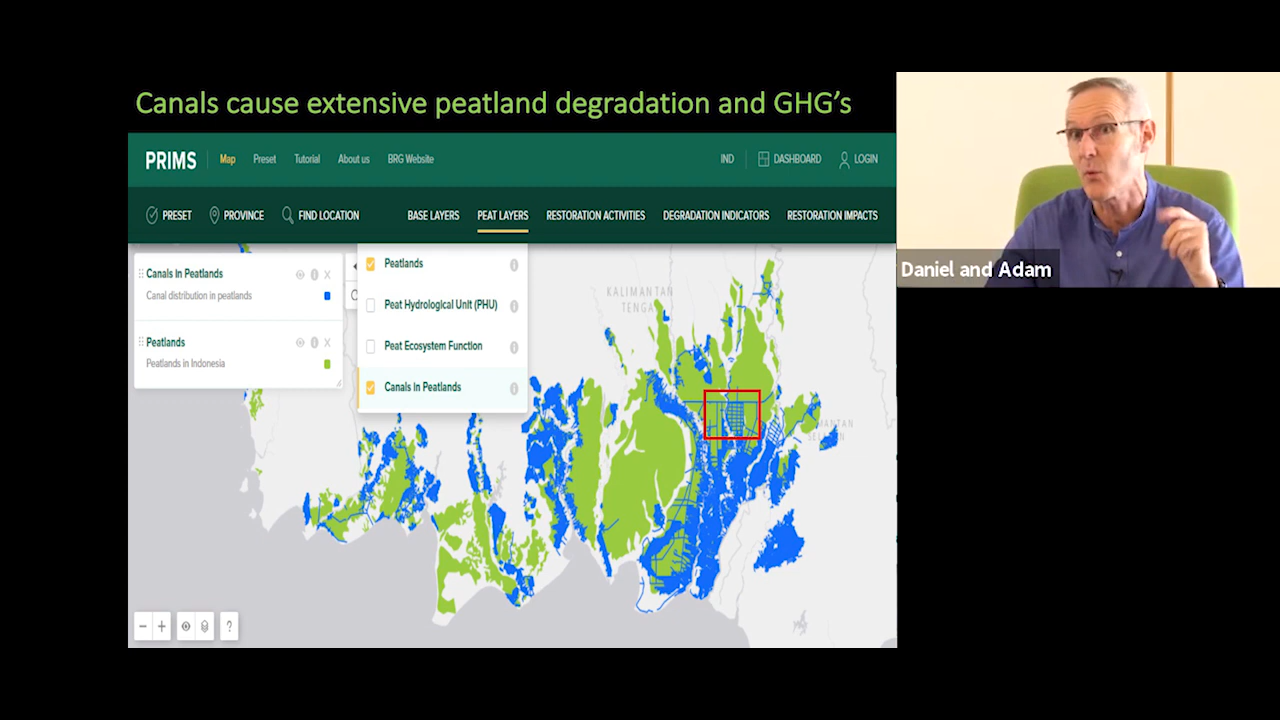 Canals cause extensive peatland degradation and GHG's
PRIMS Map Preset Tutorial About us BRG Website IND DASHBOARD LOGIN
PRESET PROVINCE FIND LOCATION BASE LAYERS PEAT LAYERS RESTORATION ACTIVITIES DEGRADATION INDICATORS RESTORATION IMPACTS
Canals In Peatlands
Canal distribution in peatlands
Peatlands
Peatlands in Indonesia
Peatlands
Peat Hydrological Unit (PHU)
Peat Ecosystem Function
Canals in Peatlands
KALIMANTAN
TENGA
Daniel and Adam